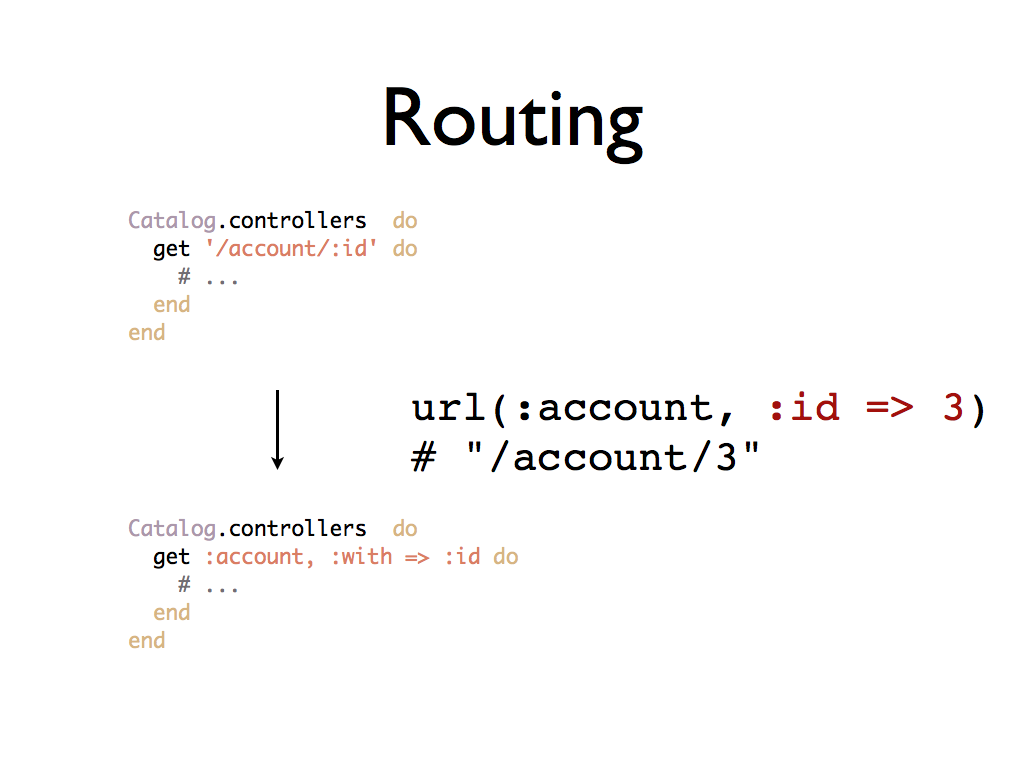 Routing
Catalog.controllers  do
  get '/account/:id' do
    # ...
  end
end
url(:account, :id => 3)
# "/account/3"
Catalog.controllers  do
  get :account, :with => :id do
    # ...
  end
end